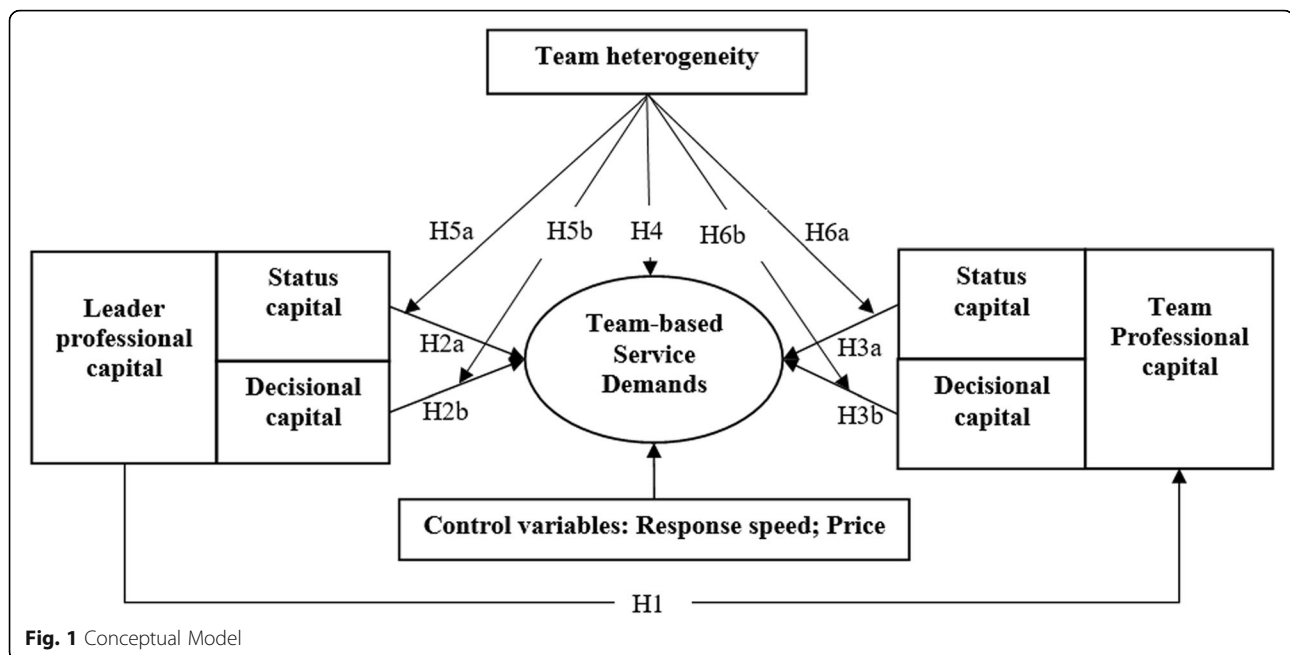 Team heterogeneity
H5a
H5b
H4
H6b
H6a
Leader
professional
capital
Status
capital
Decisional
capital
H2a
H2b
Team-based
Service
Demands
H3a
H3b
Status
capital
Decisional
capital
Team
Professional
capital
Control variables: Response speed; Price
H1
Fig. 1 Conceptual Model